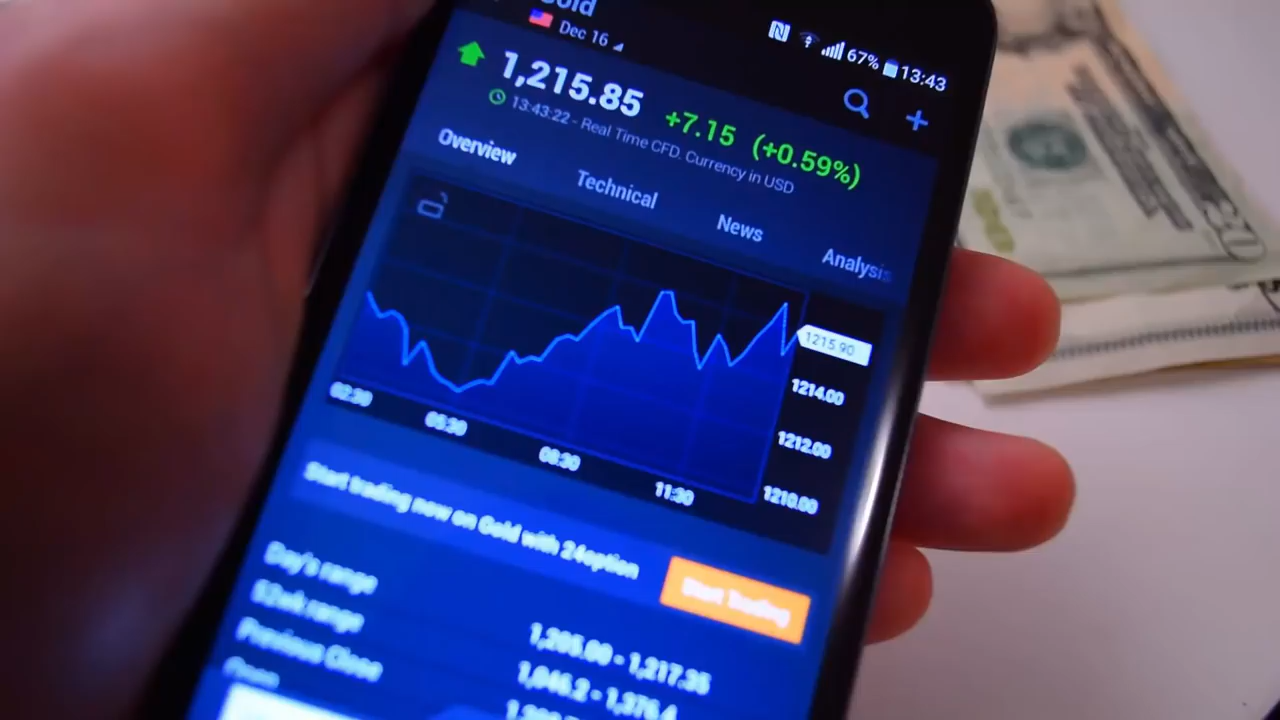 Gold
Dec 16
67% 13:43
1,215.85 +7.15 (+0.59%)
13:43:22 - Real Time CFD. Currency in USD
Overview Technical News Analysis
1215.90
1214.00
1212.00
1210.00
02:30 05:30 08:30 11:30
Start trading now on Gold with 24option
Start Trading
Day's range 1,205.00 - 1,217.35
52wk range 1,046.2 - 1,376.4
Previous Close
Open